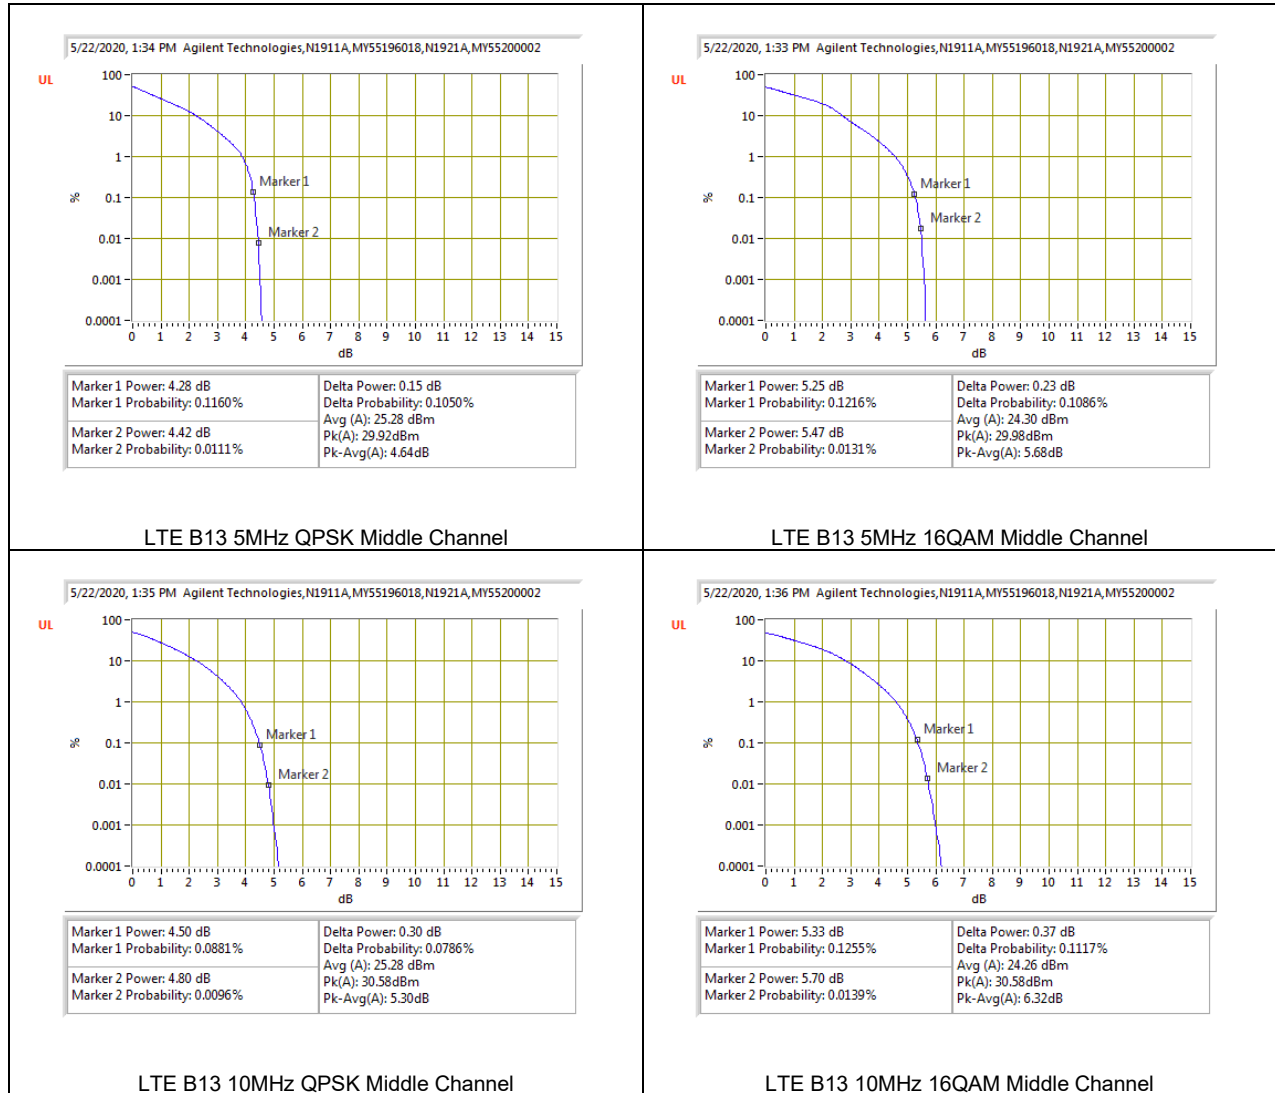 5/22/2020, 1:34 PM Agilent Technologies,N1911A,MY55196018,N1921A,MY55200002
UL
100
10
1
0.1
0.01
0.001
0.0001
%
Marker 1
Marker 2
0 1 2 3 4 5 6 7 8 9 10 11 12 13 14 15
dB
Marker 1 Power: 4.28 dB
Marker 1 Probability: 0.1160%
Marker 2 Power: 4.42 dB
Marker 2 Probability: 0.0111%
Delta Power: 0.15 dB
Delta Probability: 0.1050%
Avg (A): 25.28 dBm
Pk(A): 29.92dBm
Pk-Avg(A): 4.64dB
LTE B13 5MHz QPSK Middle Channel
5/22/2020, 1:33 PM Agilent Technologies,N1911A,MY55196018,N1921A,MY55200002
UL
100
10
1
0.1
0.01
0.001
0.0001
%
Marker 1
Marker 2
0 1 2 3 4 5 6 7 8 9 10 11 12 13 14 15
dB
Marker 1 Power: 5.25 dB
Marker 1 Probability: 0.1216%
Marker 2 Power: 5.47 dB
Marker 2 Probability: 0.0131%
Delta Power: 0.23 dB
Delta Probability: 0.1086%
Avg (A): 24.30 dBm
Pk(A): 29.98dBm
Pk-Avg(A): 5.68dB
LTE B13 5MHz 16QAM Middle Channel
5/22/2020, 1:35 PM Agilent Technologies,N1911A,MY55196018,N1921A,MY55200002
UL
100
10
1
0.1
0.01
0.001
0.0001
%
Marker 1
Marker 2
0 1 2 3 4 5 6 7 8 9 10 11 12 13 14 15
dB
Marker 1 Power: 4.50 dB
Marker 1 Probability: 0.0881%
Marker 2 Power: 4.80 dB
Marker 2 Probability: 0.0096%
Delta Power: 0.30 dB
Delta Probability: 0.0786%
Avg (A): 25.28 dBm
Pk(A): 30.58dBm
Pk-Avg(A): 5.30dB
LTE B13 10MHz QPSK Middle Channel
5/22/2020, 1:36 PM Agilent Technologies,N1911A,MY55196018,N1921A,MY55200002
UL
100
10
1
0.1
0.01
0.001
0.0001
%
Marker 1
Marker 2
0 1 2 3 4 5 6 7 8 9 10 11 12 13 14 15
dB
Marker 1 Power: 5.33 dB
Marker 1 Probability: 0.1255%
Marker 2 Power: 5.70 dB
Marker 2 Probability: 0.0139%
Delta Power: 0.37 dB
Delta Probability: 0.1117%
Avg (A): 24.26 dBm
Pk(A): 30.58dBm
Pk-Avg(A): 6.32dB
LTE B13 10MHz 16QAM Middle Channel